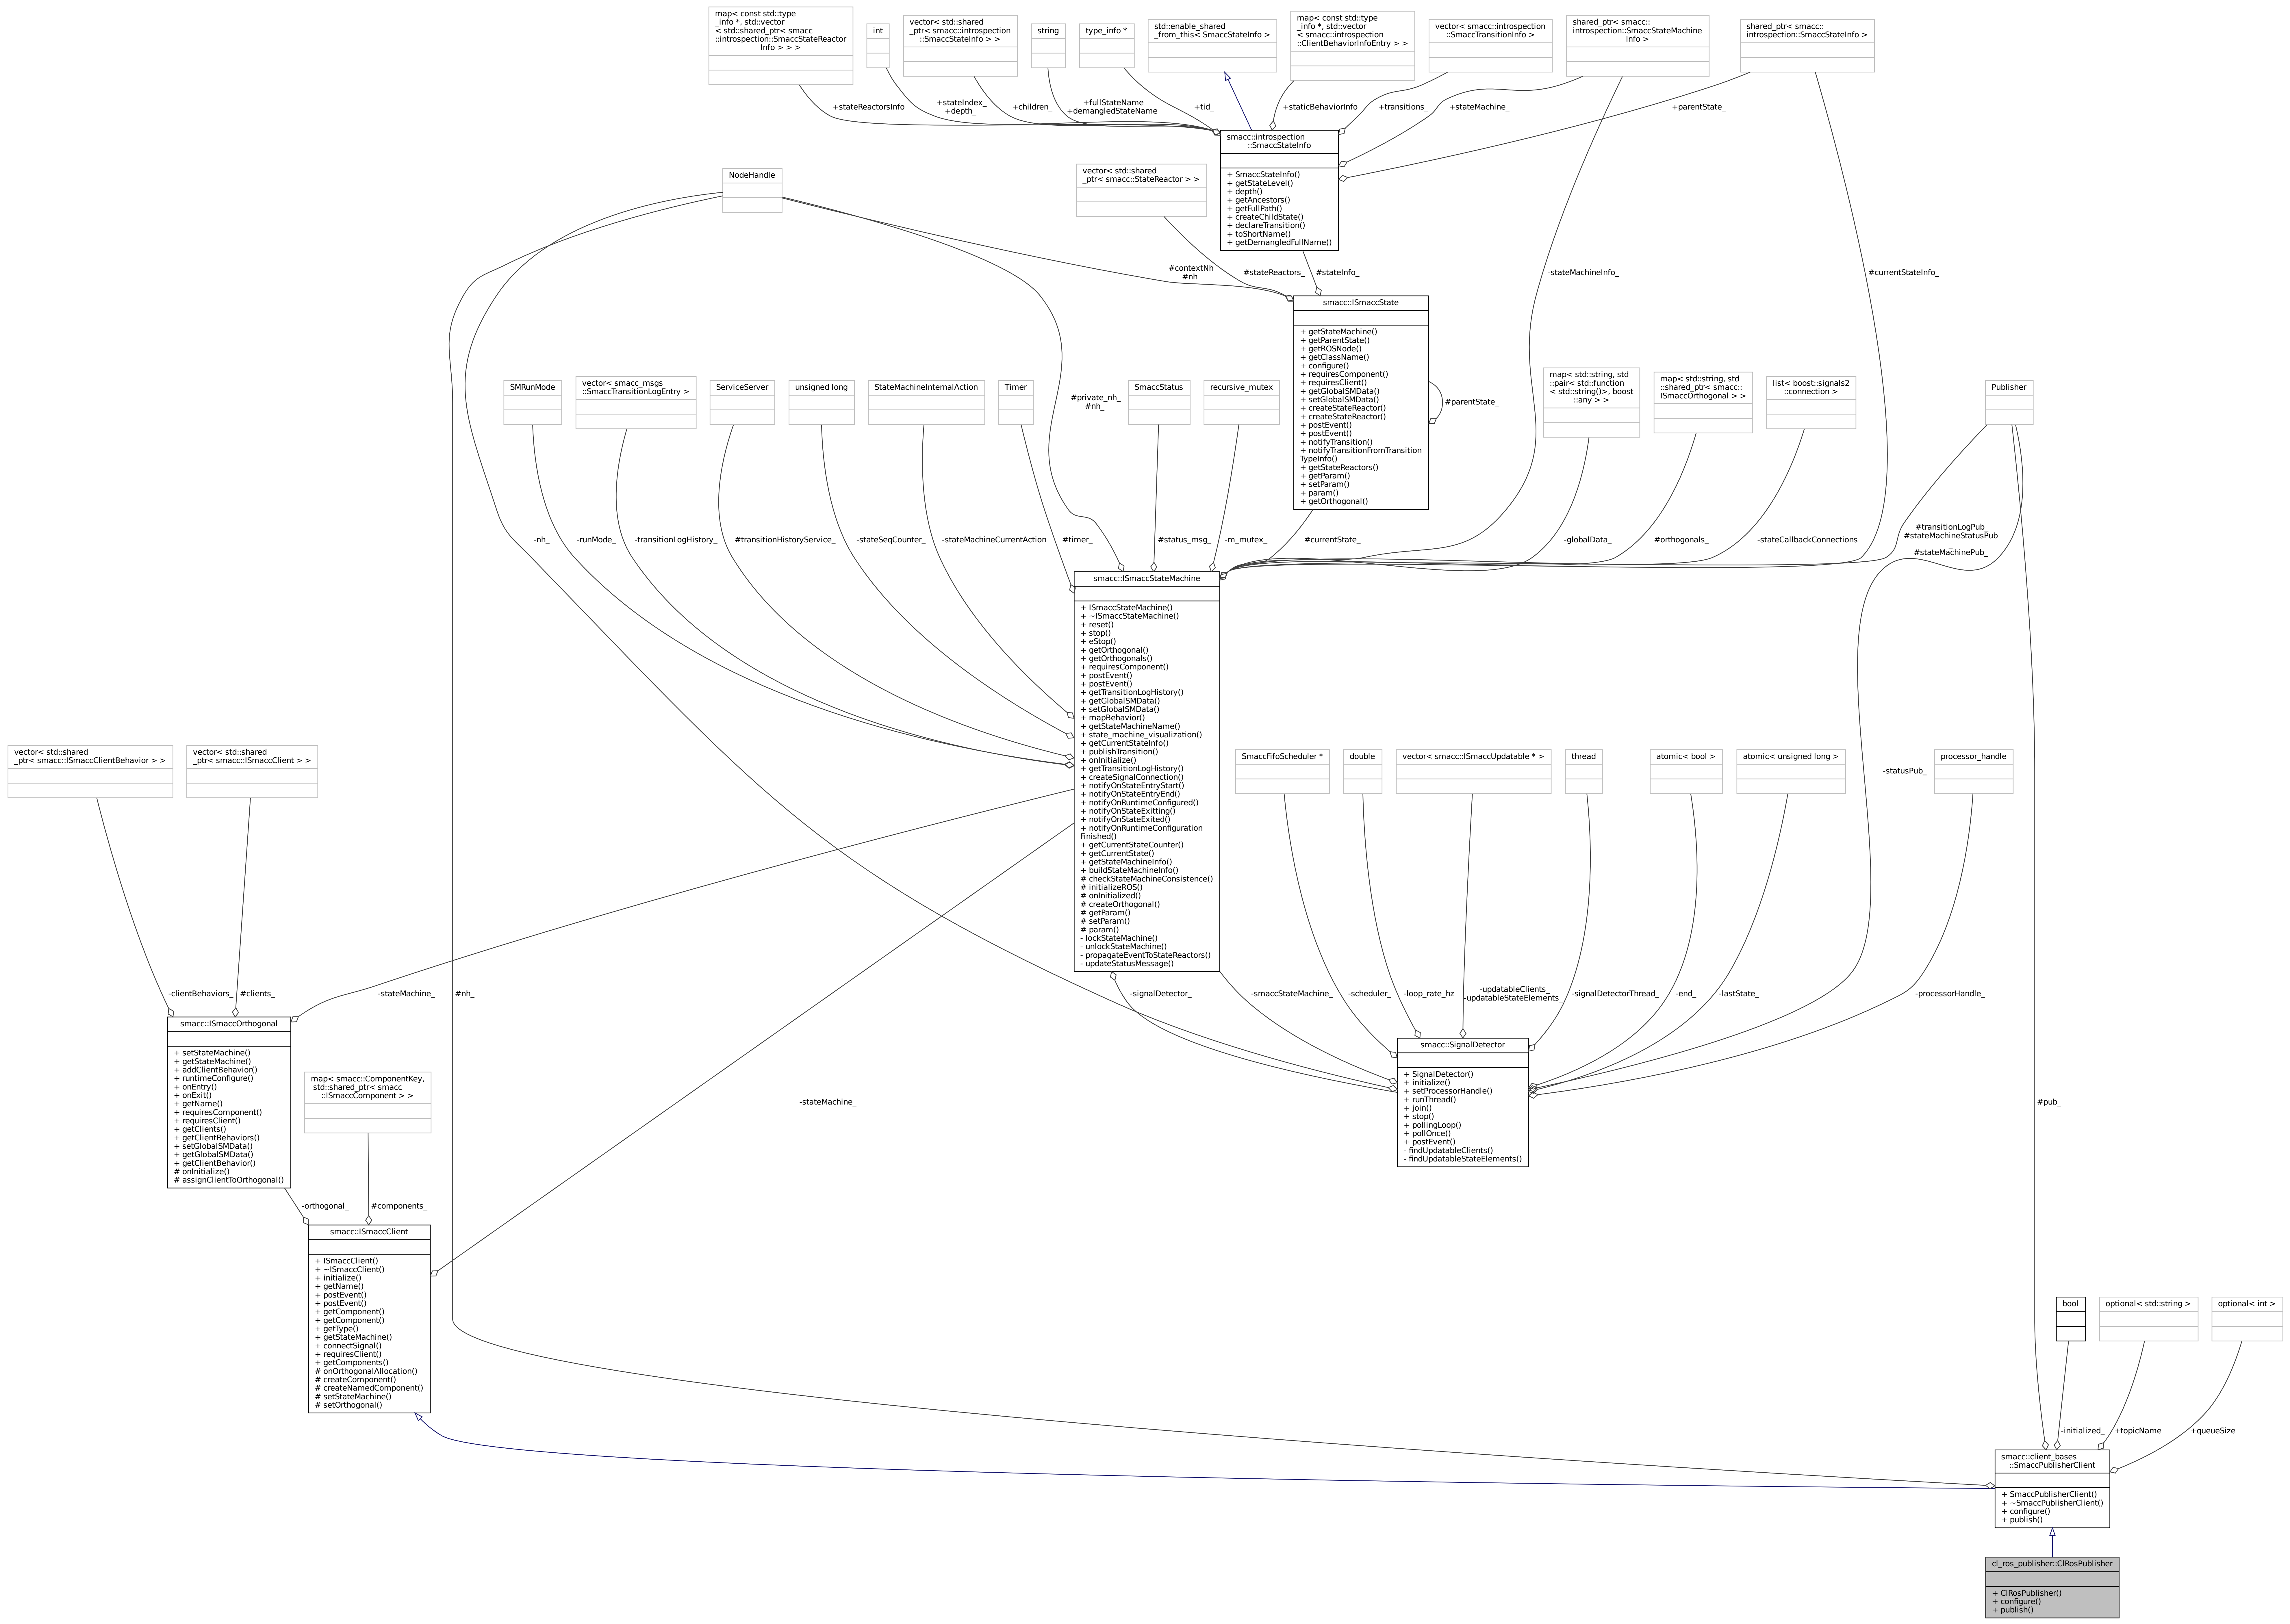 map< const std::type
_info *, std::vector
< std::shared_ptr< smacc
::introspection::SmaccStateReactor
Info > > >
int
vector< std::shared
_ptr< smacc::introspection
::SmaccStateInfo > >
string
type_info *
std::enable_shared
_from_this< SmaccStateInfo >
map< const std::type
_info *, std::vector
< smacc::introspection
::ClientBehaviorInfoEntry > >
vector< smacc::introspection
::SmaccTransitionInfo >
shared_ptr< smacc::
introspection::SmaccStateMachine
Info >
shared_ptr< smacc::
introspection::SmaccStateInfo >
+stateReactorsInfo
+stateIndex_
+depth_
+children_
+fullStateName
+demangledStateName
+tid_
+staticBehaviorInfo
+transitions_
+stateMachine_
+parentState_
smacc::introspection
::SmaccStateInfo
+ SmaccStateInfo()
+ getStateLevel()
+ depth()
+ getAncestors()
+ getFullPath()
+ createChildState()
+ declareTransition()
+ toShortName()
+ getDemangledFullName()
NodeHandle
vector< std::shared
_ptr< smacc::StateReactor > >
#contextNh
#nh
#stateReactors_
#stateInfo_
-stateMachineInfo_
#currentStateInfo_
smacc::ISmaccState
+ getStateMachine()
+ getParentState()
+ getROSNode()
+ getClassName()
+ configure()
+ requiresComponent()
+ requiresClient()
+ getGlobalSMData()
+ setGlobalSMData()
+ createStateReactor()
+ createStateReactor()
+ postEvent()
+ postEvent()
+ notifyTransition()
+ notifyTransitionFromTransition
TypeInfo()
+ getStateReactors()
+ getParam()
+ setParam()
+ param()
+ getOrthogonal()
#parentState_
SMRunMode
vector< smacc_msgs
::SmaccTransitionLogEntry >
ServiceServer
unsigned long
StateMachineInternalAction
Timer
#private_nh_
#nh_
SmaccStatus
recursive_mutex
map< std::string, std
::pair< std::function
< std::string()>, boost
::any > >
map< std::string, std
::shared_ptr< smacc::
ISmaccOrthogonal > >
list< boost::signals2
::connection >
Publisher
-nh_
-runMode_
-transitionLogHistory_
#transitionHistoryService_
-stateSeqCounter_
-stateMachineCurrentAction
#timer_
#status_msg_
-m_mutex_
#currentState_
-globalData_
#orthogonals_
-stateCallbackConnections
#transitionLogPub_
#stateMachineStatusPub
_
#stateMachinePub_
smacc::ISmaccStateMachine
+ ISmaccStateMachine()
+ ~ISmaccStateMachine()
+ reset()
+ stop()
+ eStop()
+ getOrthogonal()
+ getOrthogonals()
+ requiresComponent()
+ postEvent()
+ postEvent()
+ getTransitionLogHistory()
+ getGlobalSMData()
+ setGlobalSMData()
+ mapBehavior()
+ getStateMachineName()
+ state_machine_visualization()
+ getCurrentStateInfo()
+ publishTransition()
+ onInitialize()
+ getTransitionLogHistory()
+ createSignalConnection()
+ notifyOnStateEntryStart()
+ notifyOnStateEntryEnd()
+ notifyOnRuntimeConfigured()
+ notifyOnStateExitting()
+ notifyOnStateExited()
+ notifyOnRuntimeConfiguration
Finished()
+ getCurrentStateCounter()
+ getCurrentState()
+ getStateMachineInfo()
+ buildStateMachineInfo()
# checkStateMachineConsistence()
# initializeROS()
# onInitialized()
# createOrthogonal()
# getParam()
# setParam()
# param()
- lockStateMachine()
- unlockStateMachine()
- propagateEventToStateReactors()
- updateStatusMessage()
vector< std::shared
_ptr< smacc::ISmaccClientBehavior > >
vector< std::shared
_ptr< smacc::ISmaccClient > >
SmaccFifoScheduler *
double
vector< smacc::ISmaccUpdatable * >
thread
atomic< bool >
atomic< unsigned long >
-statusPub_
processor_handle
-clientBehaviors_
#clients_
-stateMachine_
#nh_
-signalDetector_
-smaccStateMachine_
-scheduler_
-loop_rate_hz
-updatableClients_
-updatableStateElements_
-signalDetectorThread_
-end_
-lastState_
-processorHandle_
smacc::ISmaccOrthogonal
+ setStateMachine()
+ getStateMachine()
+ addClientBehavior()
+ runtimeConfigure()
+ onEntry()
+ onExit()
+ getName()
+ requiresComponent()
+ requiresClient()
+ getClients()
+ getClientBehaviors()
+ setGlobalSMData()
+ getGlobalSMData()
+ getClientBehavior()
# onInitialize()
# assignClientToOrthogonal()
map< smacc::ComponentKey,
std::shared_ptr< smacc
::ISmaccComponent > >
-stateMachine_
smacc::SignalDetector
+ SignalDetector()
+ initialize()
+ setProcessorHandle()
+ runThread()
+ join()
+ stop()
+ pollingLoop()
+ pollOnce()
+ postEvent()
- findUpdatableClients()
- findUpdatableStateElements()
#pub_
-orthogonal_
#components_
smacc::ISmaccClient
+ ISmaccClient()
+ ~ISmaccClient()
+ initialize()
+ getName()
+ postEvent()
+ postEvent()
+ getComponent()
+ getComponent()
+ getType()
+ getStateMachine()
+ connectSignal()
+ requiresClient()
+ getComponents()
# onOrthogonalAllocation()
# createComponent()
# createNamedComponent()
# setStateMachine()
# setOrthogonal()
bool
optional< std::string >
optional< int >
-initialized_
+topicName
+queueSize
smacc::client_bases
::SmaccPublisherClient
+ SmaccPublisherClient()
+ ~SmaccPublisherClient()
+ configure()
+ publish()
cl_ros_publisher::ClRosPublisher
+ ClRosPublisher()
+ configure()
+ publish()